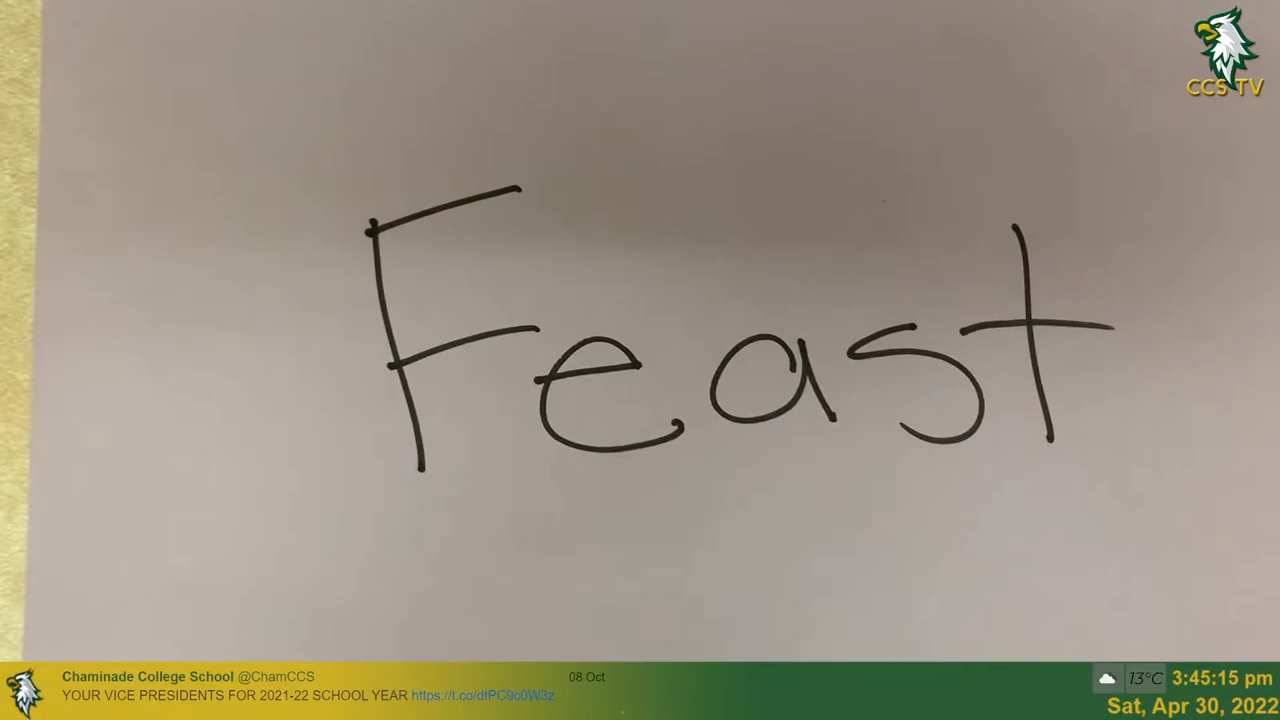 CCS TV
Feast
Chaminade College School @ChamCCS 08 Oct
YOUR VICE PRESIDENTS FOR 2021-22 SCHOOL YEAR https://t.co/dtPC9c0W3z
13°C 3:45:15 pm
Sat, Apr 30, 2022